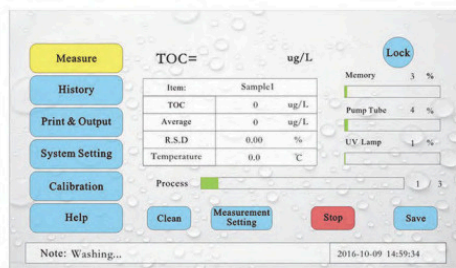 Measure
History
Print & Output
System Setting
Calibration
Help
TOC= ug/L
Item: Sample1
TOC 0 ug/L
Average 0 ug/L
R.S.D 0.00 %
Temperature 0.0 ℃
Lock
Memory 3 %
Pump Tube 4 %
UV Lamp 1 %
Process 1 3
Clean
Measurement
Setting
Stop
Save
Note: Washing...
2016-10-09 14:59:34